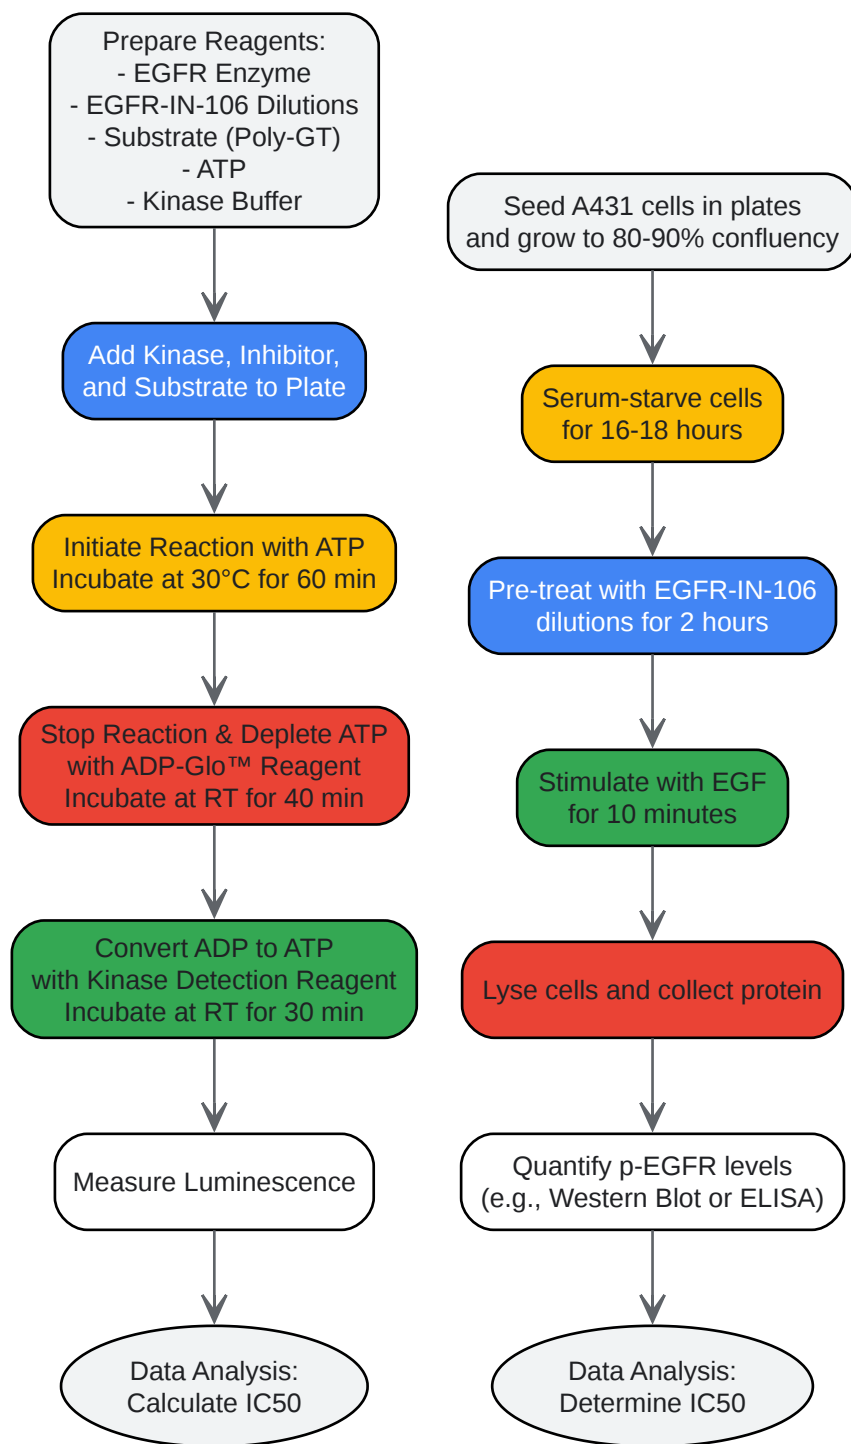 Prepare Reagents:
- EGFR Enzyme
- EGFR-IN-106 Dilutions
- Substrate (Poly-GT)
- ATP
- Kinase Buffer
Add Kinase, Inhibitor,
and Substrate to Plate
Initiate Reaction with ATP
Incubate at 30°C for 60 min
Stop Reaction & Deplete ATP
with ADP-Glo™ Reagent
Incubate at RT for 40 min
Convert ADP to ATP
with Kinase Detection Reagent
Incubate at RT for 30 min
Measure Luminescence
Data Analysis:
Calculate IC50
Seed A431 cells in plates
and grow to 80-90% confluency
Serum-starve cells
for 16-18 hours
Pre-treat with EGFR-IN-106
dilutions for 2 hours
Stimulate with EGF
for 10 minutes
Lyse cells and collect protein
Quantify p-EGFR levels
(e.g., Western Blot or ELISA)
Data Analysis:
Determine IC50